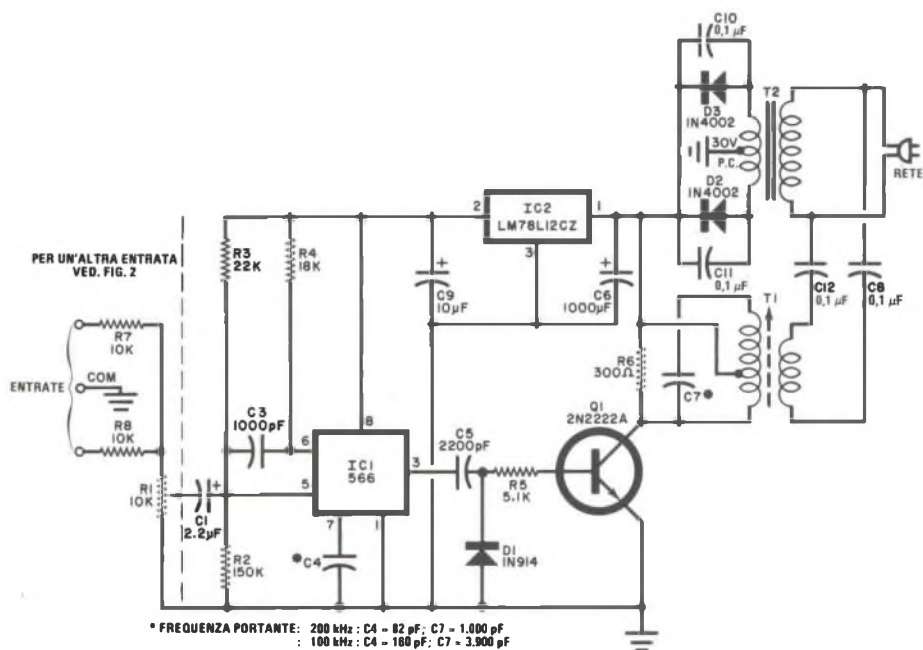 C10
0,1 µF
D3
1N4002
T2
30V
P.C.
RETE
D2
1N4002
C11
0,1 µF
C12
0,1 µF
C8
0,1 µF
2
IC2
LM78L12CZ
1
3
PER UN'ALTRA ENTRATA
VED. FIG. 2
R3
22K
R4
18K
+
C9
10µF
+
C6
1000µF
T1
R7
10K
ENTRATE
COM
R8
10K
R6
300Ω
C7*
Q1
2N2222A
C3
1000pF
8
6
IC1
566
3
5
7
1
C5
2200pF
R5
5.1K
R1
10K
+
C1
2.2µF
R2
150K
*C4
D1
1N914
* FREQUENZA PORTANTE: 200 kHz : C4 = 82 pF; C7 = 1.000 pF
: 100 kHz : C4 = 160 pF; C7 = 3.900 pF